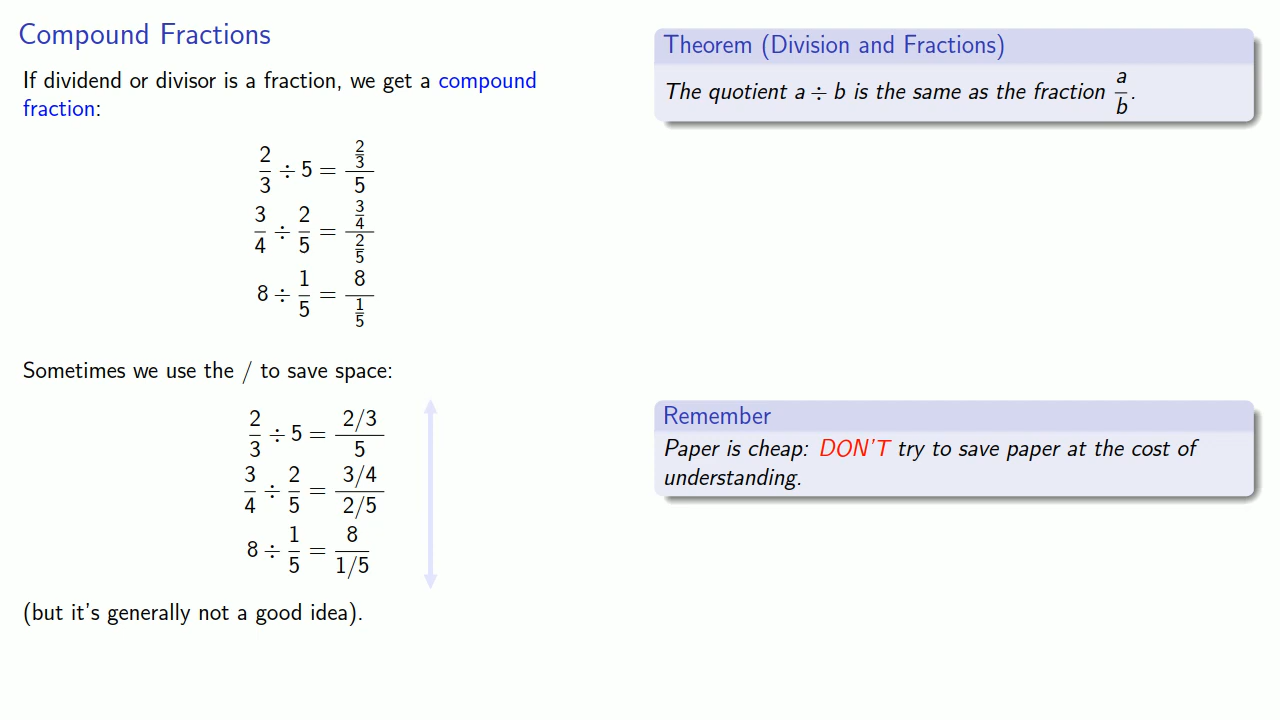 Compound Fractions
If dividend or divisor is a fraction, we get a compound
fraction:
2/3 ÷ 5 = (2/3)/5
3/4 ÷ 2/5 = (3/4)/(2/5)
8 ÷ 1/5 = 8/(1/5)
Sometimes we use the / to save space:
2/3 ÷ 5 = (2/3)/5
3/4 ÷ 2/5 = (3/4)/(2/5)
8 ÷ 1/5 = 8/(1/5)
(but it's generally not a good idea).
Theorem (Division and Fractions)
The quotient a ÷ b is the same as the fraction a/b.
Remember
Paper is cheap: DON'T try to save paper at the cost of
understanding.